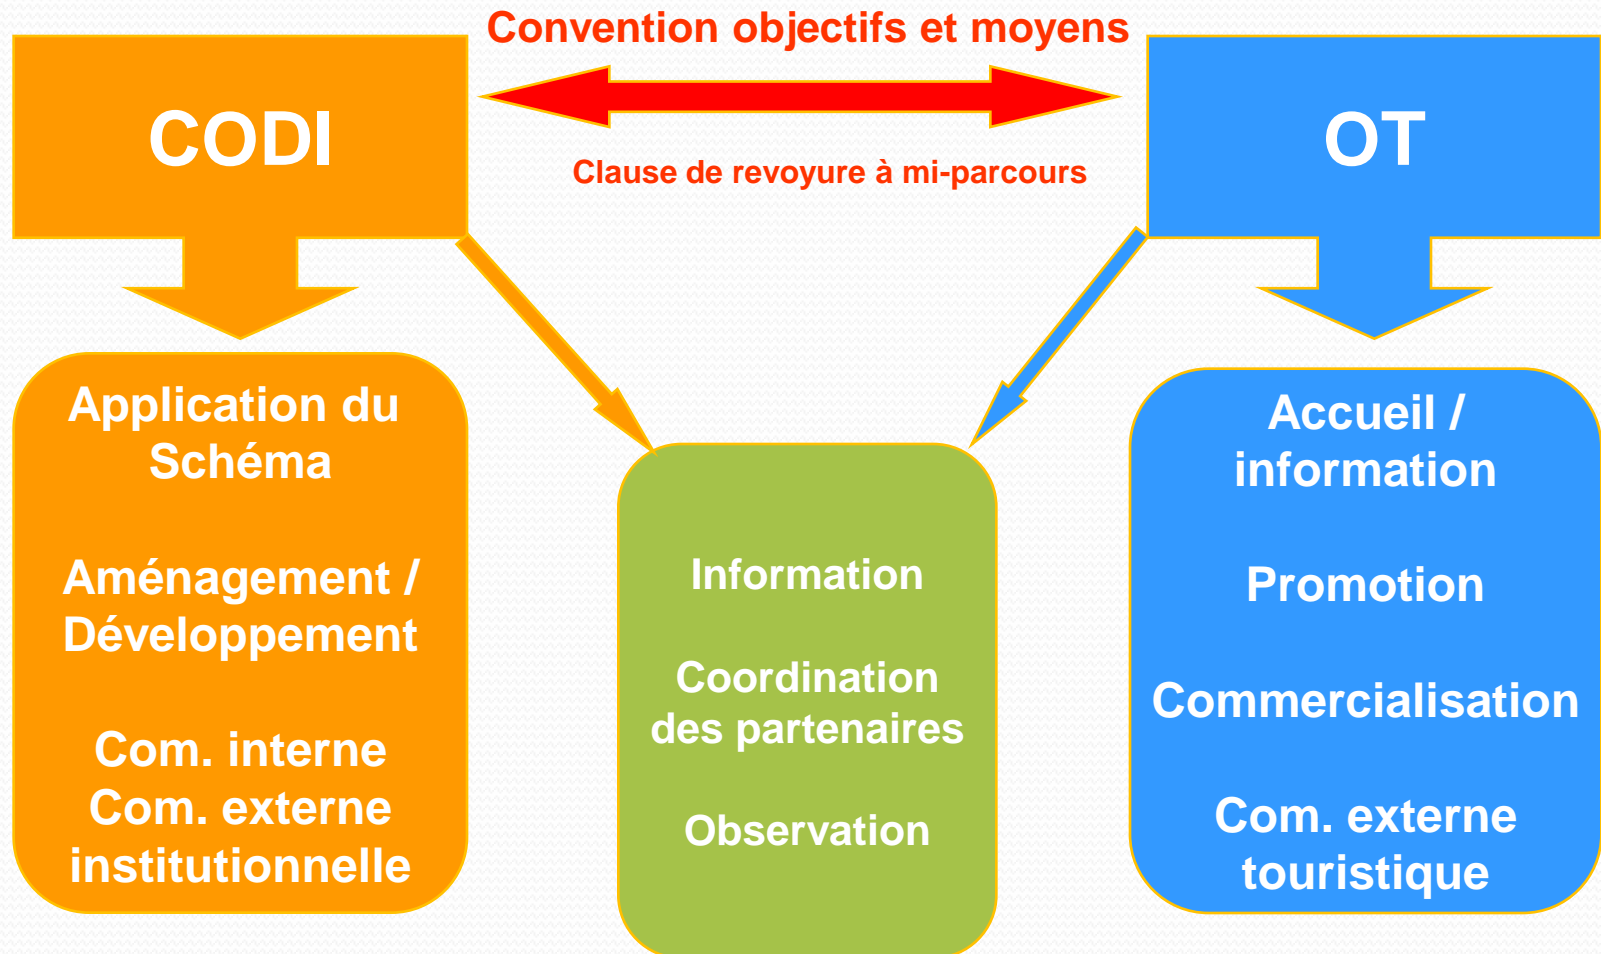 Convention objectifs et moyens
CODI
OT
Clause de revoyure à mi-parcours
Application du
Schéma
Aménagement /
Développement
Com. interne
Com. externe
institutionnelle
Information
Coordination
des partenaires
Observation
Accueil /
information
Promotion
Commercialisation
Com. externe
touristique